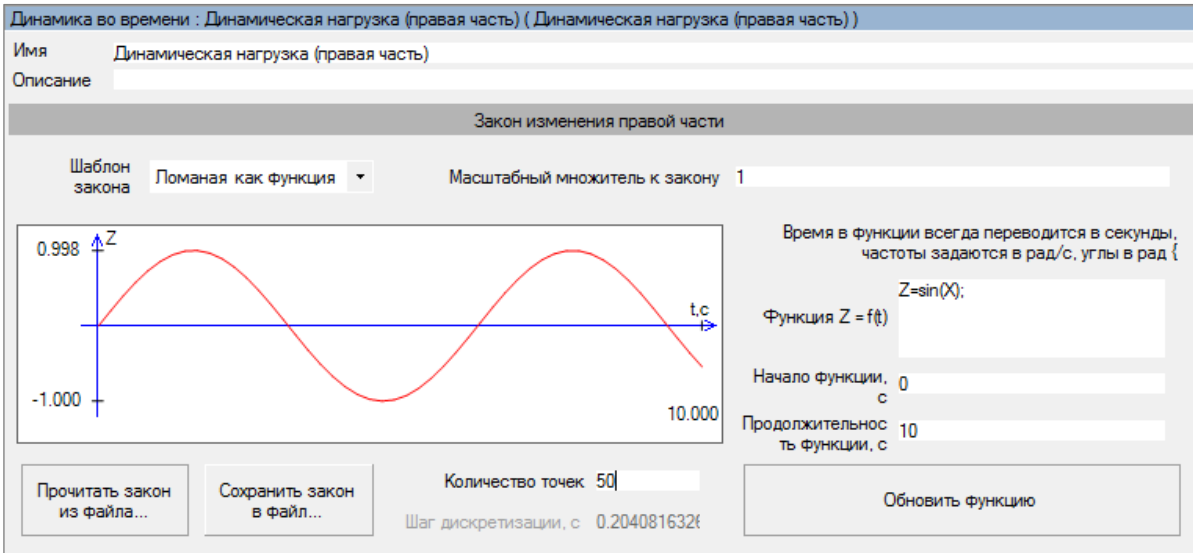 Динамика во времени : Динамическая нагрузка (правая часть) ( Динамическая нагрузка (правая часть) )
Имя Динамическая нагрузка (правая часть)
Описание
Закон изменения правой части
Шаблон закона Ломаная как функция Масштабный множитель к закону 1
0.998 Z
t,c
-1.000
10.000
Время в функции всегда переводится в секунды,
частоты задаются в рад/с, углы в рад {
Функция Z = f(t) Z=sin(X);
Начало функции, с 0
Продолжительнос
ть функции, с 10
Прочитать закон
из файла...
Сохранить закон
в файл...
Количество точек 50
Шаг дискретизации, с 0.2040816326
Обновить функцию